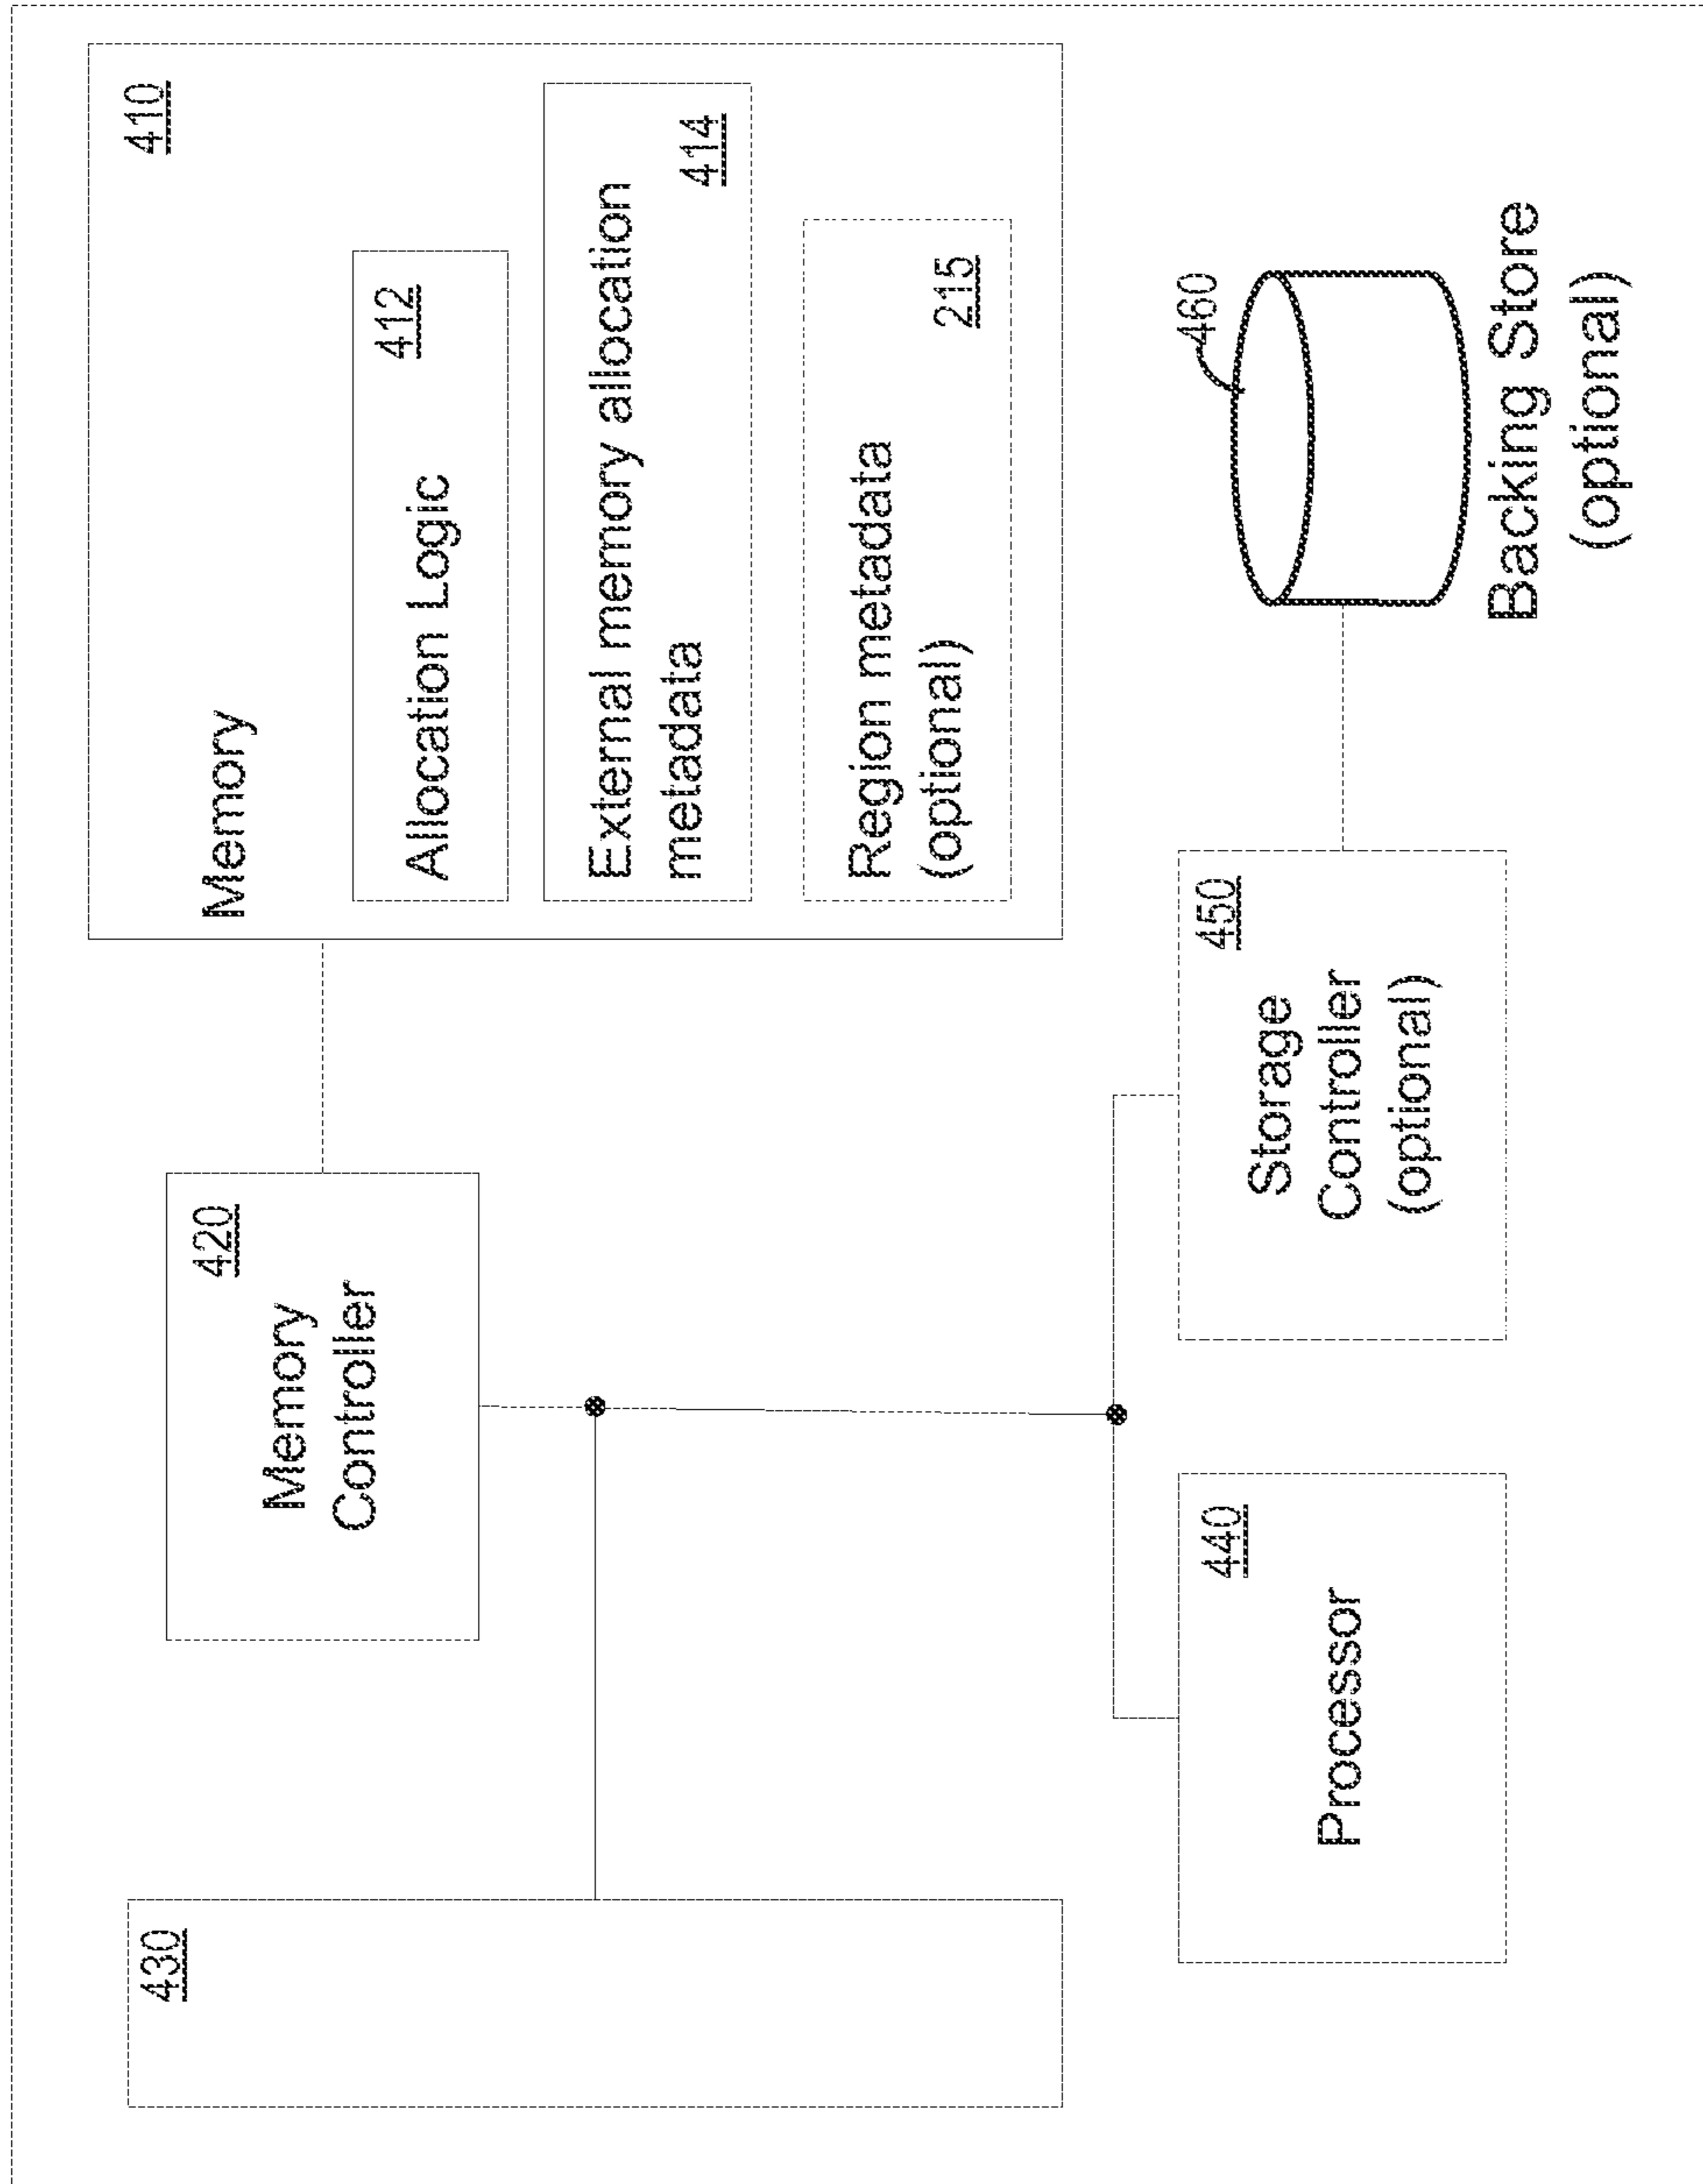 430
Memory
Controller
420
Memory
410
Allocation Logic
412
External memory allocation
metadata
414
Region metadata
(optional)
215
Processor
440
Storage
Controller
(optional)
450
460
Backing Store
(optional)